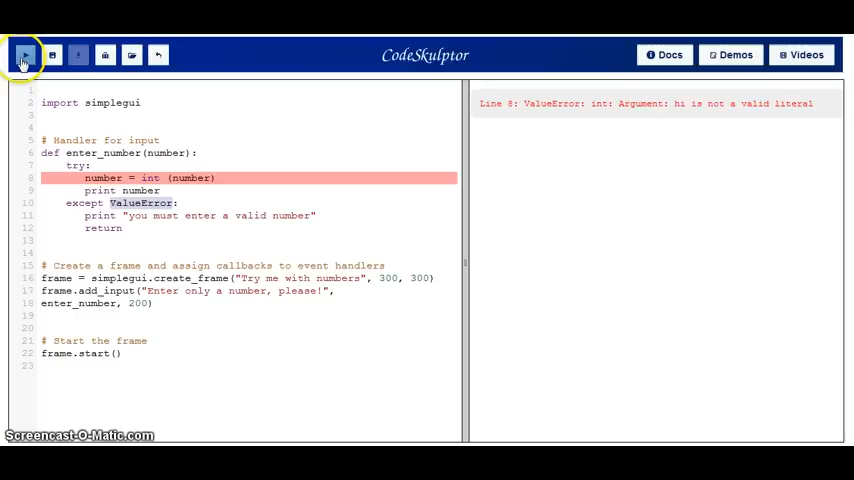 CodeSkulptor
Docs
Demos
Videos
1
2 import simplegui
3
4
5 # Handler for input
6 def enter_number(number):
7 try:
8 number = int (number)
9 print number
10 except ValueError:
11 print "you must enter a valid number"
12 return
13
14
15 # Create a frame and assign callbacks to event handlers
16 frame = simplegui.create_frame("Try me with numbers", 300, 300)
17 frame.add_input("Enter only a number, please!",
18 enter_number, 200)
19
20
21 # Start the frame
22 frame.start()
23
Line 8: ValueError: int: Argument: hi is not a valid literal
Screencast-O-Matic.com